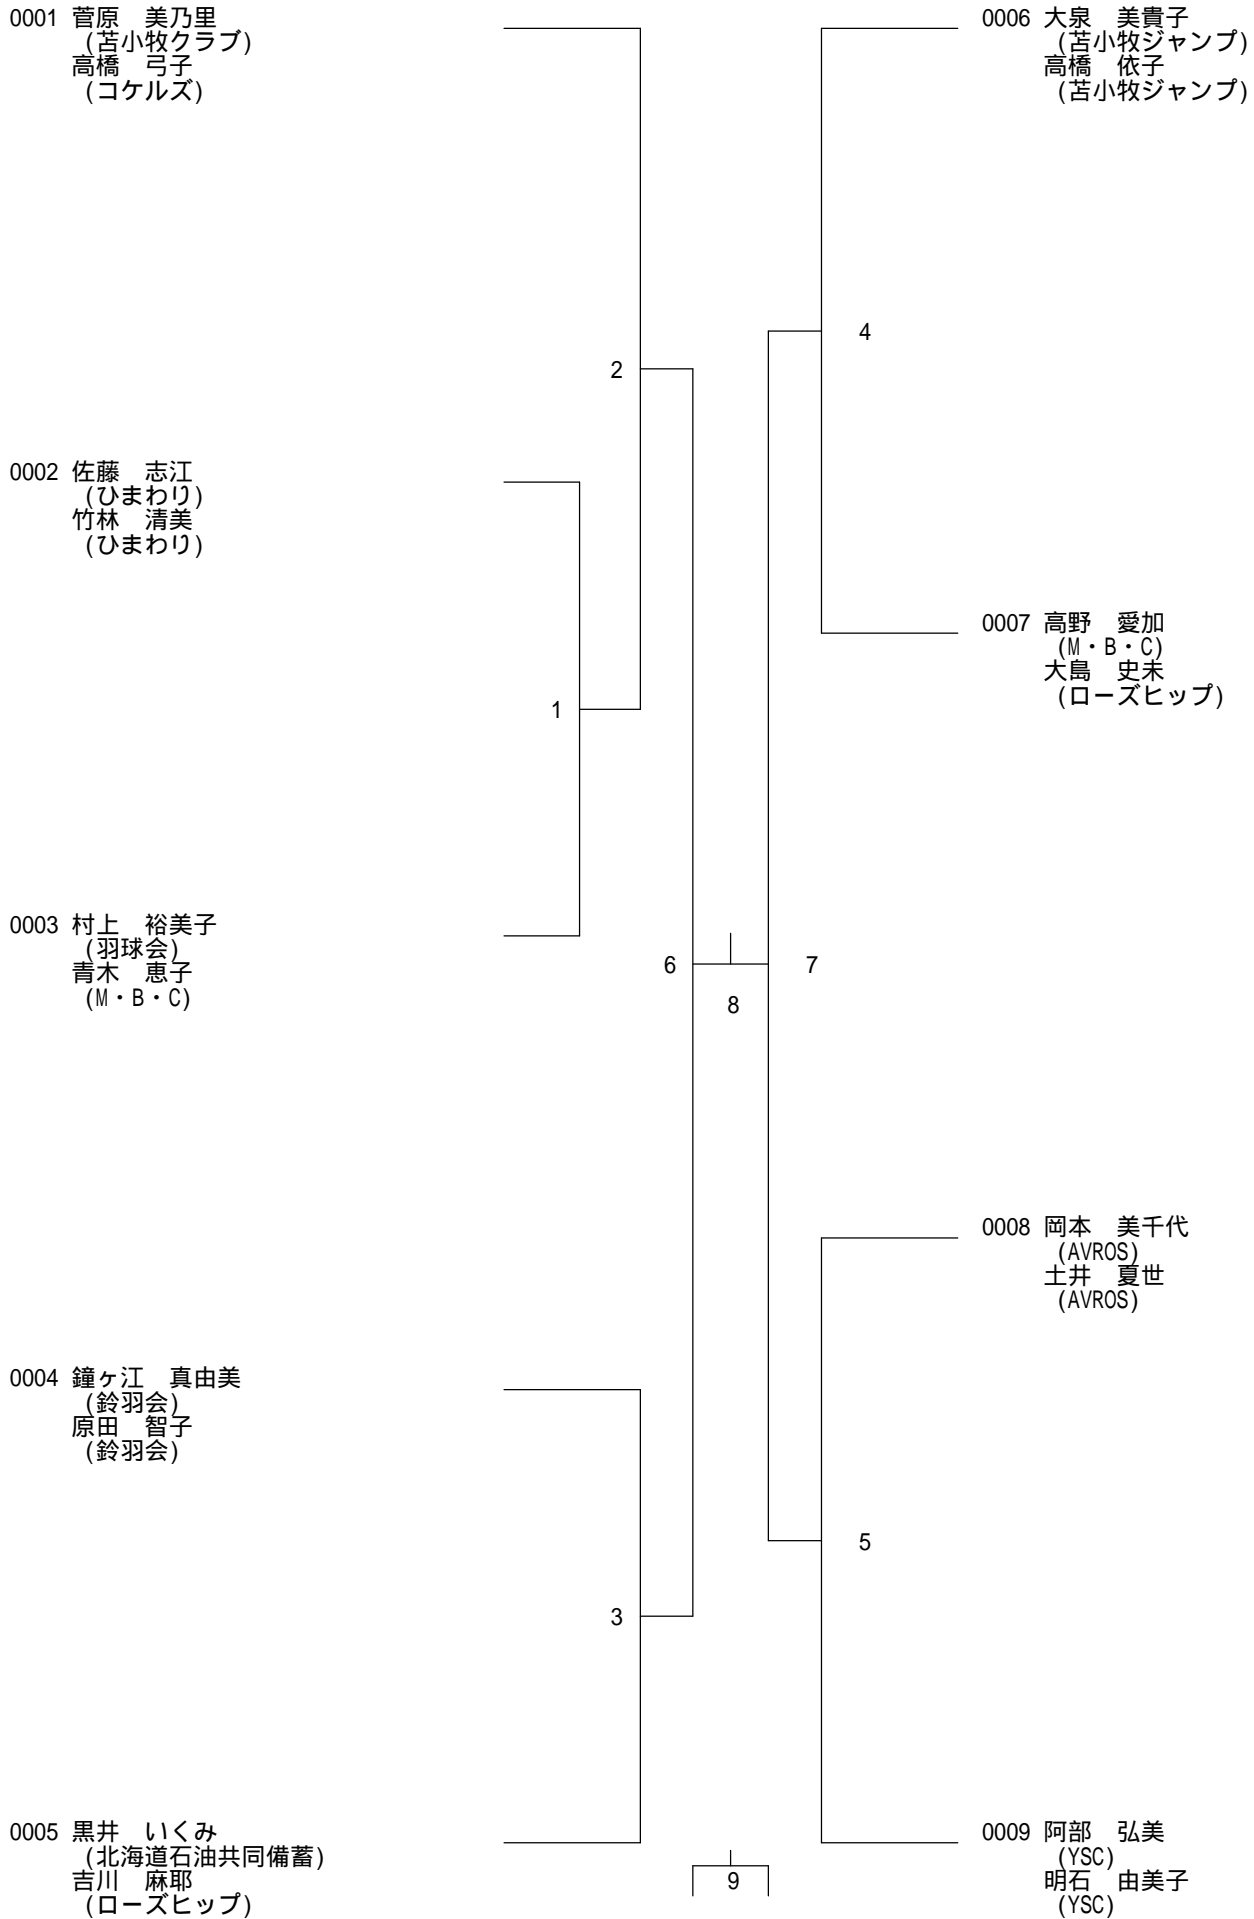 0001 菅原　美乃里
(苫小牧クラブ)
高橋　弓子
(コケルズ)
2
0002 佐藤　志江
(ひまわり)
竹林　清美
(ひまわり)
1
0003 村上　裕美子
(羽球会)
青木　恵子
(M・B・C)
6
8
0004 鐘ヶ江　真由美
(鈴羽会)
原田　智子
(鈴羽会)
3
0005 黒井　いくみ
(北海道石油共同備蓄)
吉川　麻耶
(ローズヒップ)
9
0006 大泉　美貴子
(苫小牧ジャンプ)
高橋　依子
(苫小牧ジャンプ)
4
0007 高野　愛加
(M・B・C)
大島　史未
(ローズヒップ)
7
0008 岡本　美千代
(AVROS)
土井　夏世
(AVROS)
5
0009 阿部　弘美
(YSC)
明石　由美子
(YSC)